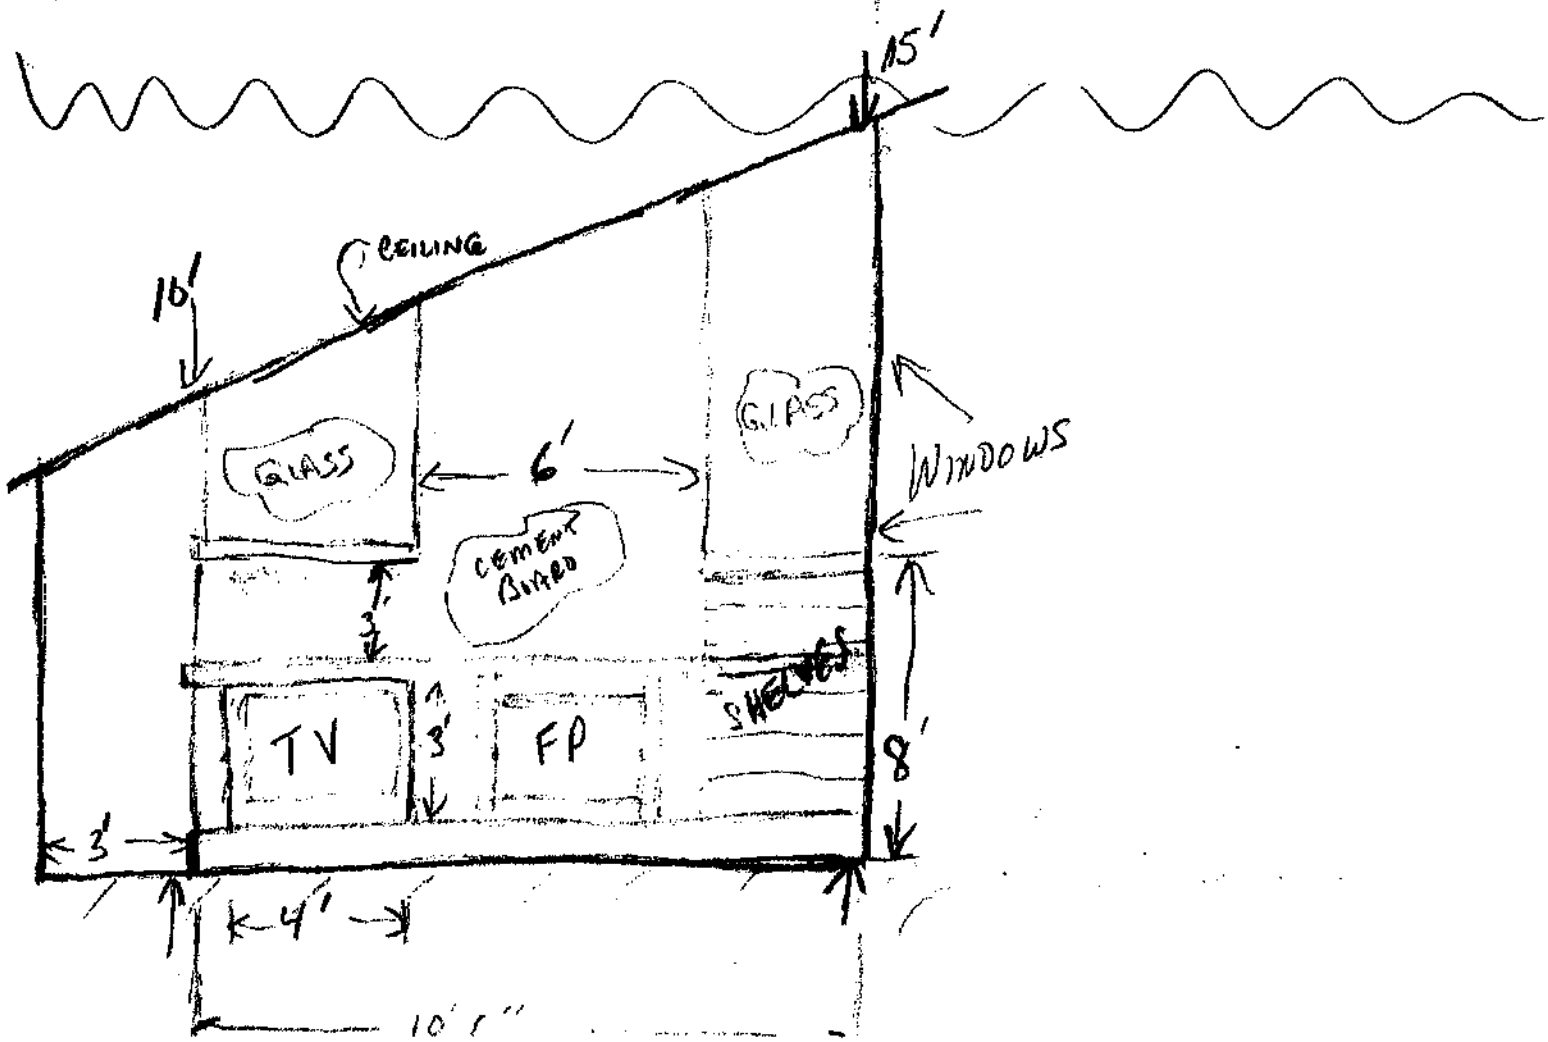 15'
CEILING
10'
GLASS
GLASS
6'
WINDOWS
CEMENT
BOARD
3'
SHELVES
TV
3'
FP
8'
3'
4'